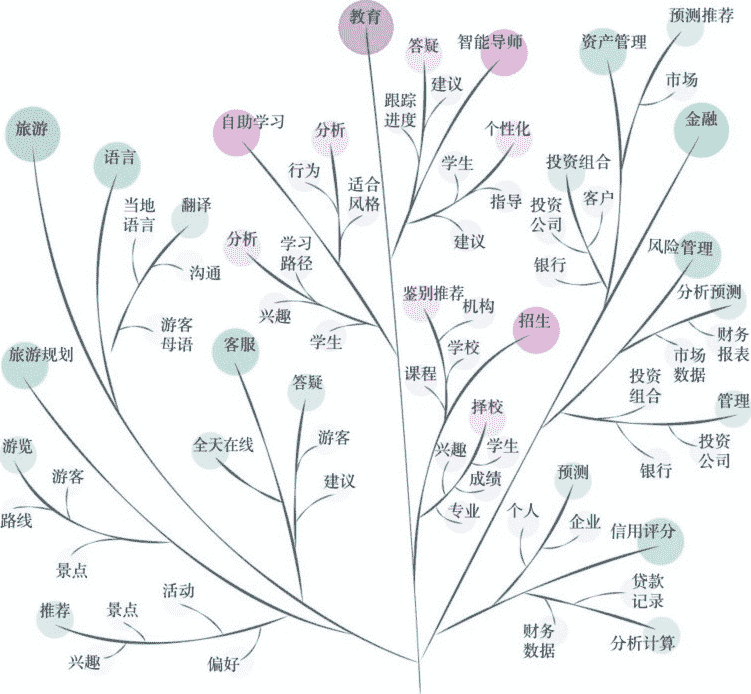 教育
智能导师
答疑
建议
跟踪
进度
个性化
学生
指导
建议
自助学习
分析
行为
适合
风格
分析
学习
路径
兴趣
学生
招生
鉴别推荐
机构
学校
课程
择校
兴趣
学生
成绩
专业
旅游
语言
当地
语言
翻译
沟通
游客
母语
旅游规划
游览
游客
路线
景点
推荐
景点
活动
兴趣
偏好
客服
答疑
全天在线
游客
建议
金融
资产管理
预测推荐
市场
投资组合
投资
公司
客户
银行
风险管理
分析预测
财务
报表
市场
数据
投资
组合
管理
投资
公司
银行
信用评分
预测
个人
企业
贷款
记录
财务
数据
分析计算